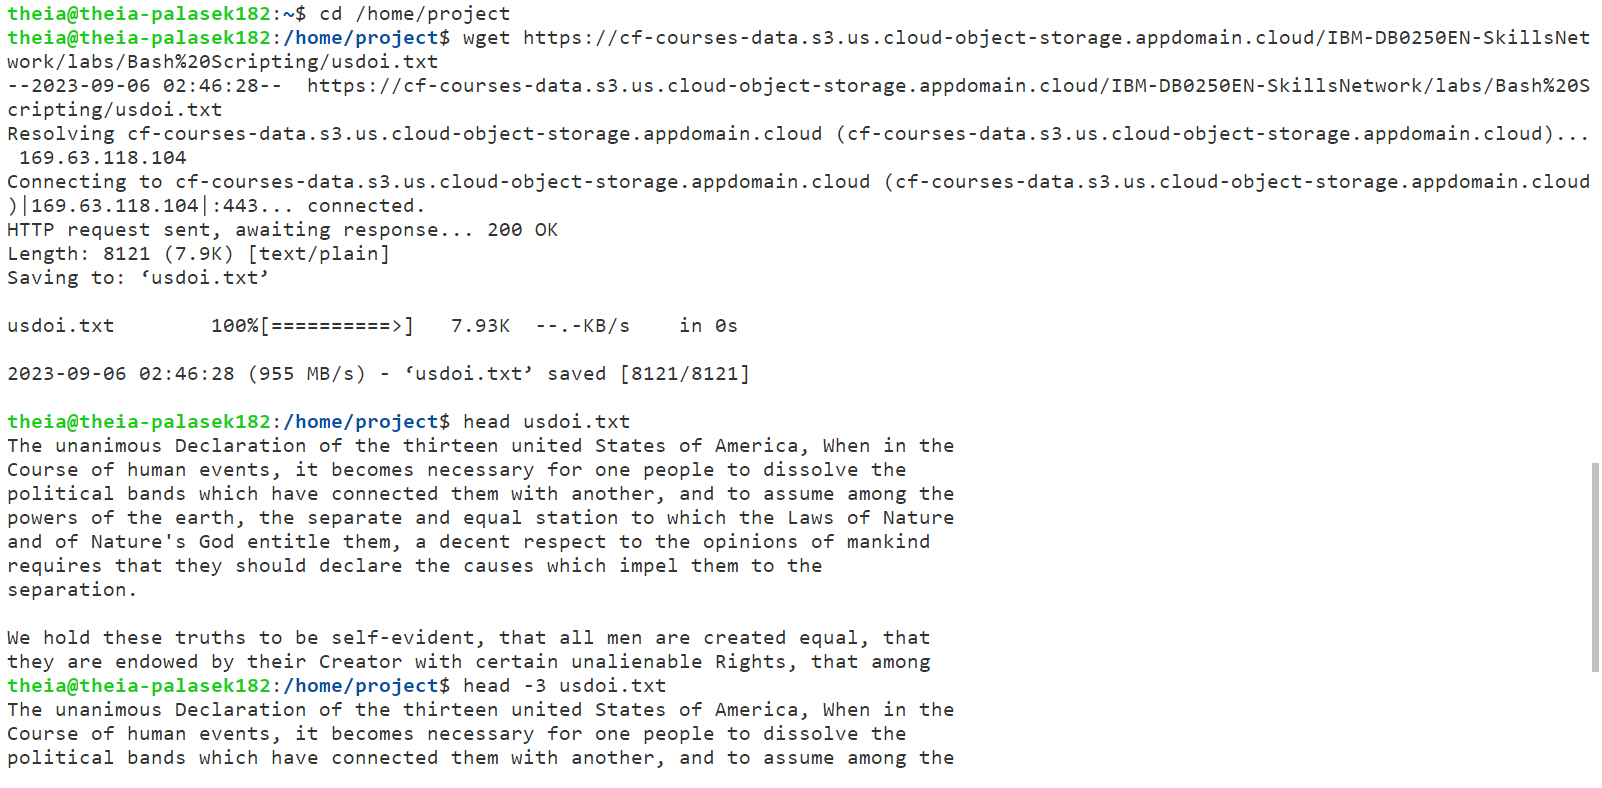 theia@theia-palasek182:~$ cd /home/project
theia@theia-palasek182:/home/project$ wget https://cf-courses-data.s3.us.cloud-object-storage.appdomain.cloud/IBM-DB0250EN-SkillsNet
work/labs/Bash%20Scripting/usdoi.txt
--2023-09-06 02:46:28--  https://cf-courses-data.s3.us.cloud-object-storage.appdomain.cloud/IBM-DB0250EN-SkillsNetwork/labs/Bash%20S
cripting/usdoi.txt
Resolving cf-courses-data.s3.us.cloud-object-storage.appdomain.cloud (cf-courses-data.s3.us.cloud-object-storage.appdomain.cloud)...
 169.63.118.104
Connecting to cf-courses-data.s3.us.cloud-object-storage.appdomain.cloud (cf-courses-data.s3.us.cloud-object-storage.appdomain.cloud
)|169.63.118.104|:443... connected.
HTTP request sent, awaiting response... 200 OK
Length: 8121 (7.9K) [text/plain]
Saving to: ‘usdoi.txt’
usdoi.txt        100%[==========>]   7.93K  --.-KB/s    in 0s
2023-09-06 02:46:28 (955 MB/s) - ‘usdoi.txt’ saved [8121/8121]
theia@theia-palasek182:/home/project$ head usdoi.txt
The unanimous Declaration of the thirteen united States of America, When in the
Course of human events, it becomes necessary for one people to dissolve the
political bands which have connected them with another, and to assume among the
powers of the earth, the separate and equal station to which the Laws of Nature
and of Nature's God entitle them, a decent respect to the opinions of mankind
requires that they should declare the causes which impel them to the
separation.
We hold these truths to be self-evident, that all men are created equal, that
they are endowed by their Creator with certain unalienable Rights, that among
theia@theia-palasek182:/home/project$ head -3 usdoi.txt
The unanimous Declaration of the thirteen united States of America, When in the
Course of human events, it becomes necessary for one people to dissolve the
political bands which have connected them with another, and to assume among the